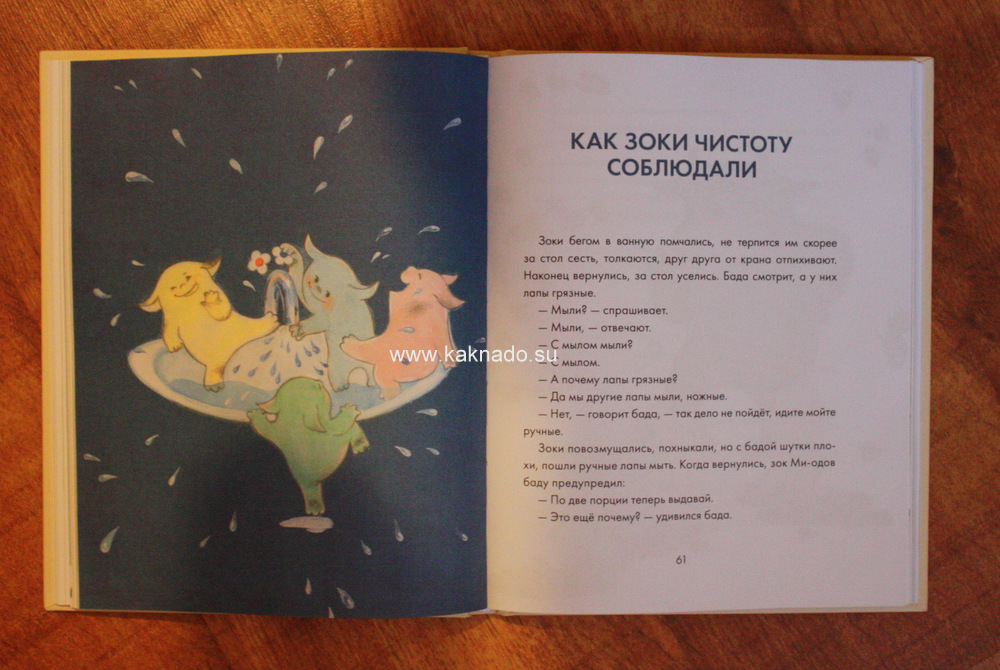 КАК ЗОКИ ЧИСТОТУ
СОБЛЮДАЛИ
Зоки бегом в ванную помчались, не терпится им скорее
за стол сесть, толкаются, друг друга от крана отпихивают.
Наконец вернулись, за стол уселись. Бада смотрит, а у них
лапы грязные.
— Мыли? — спрашивает.
— Мыли, — отвечают.
— С мылом мыли?
www.kaknado.su
— С мылом.
— А почему лапы грязные?
— Да мы другие лапы мыли, ножные.
— Нет, — говорит бада, — так дело не пойдёт, идите мойте
ручные.
Зоки повозмущались, похныкали, но с бадой шутки пло-
хи, пошли ручные лапы мыть. Когда вернулись, зок Ми-одов
баду предупредил:
— По две порции теперь выдавай.
— Это ещё почему? — удивился бада.
61